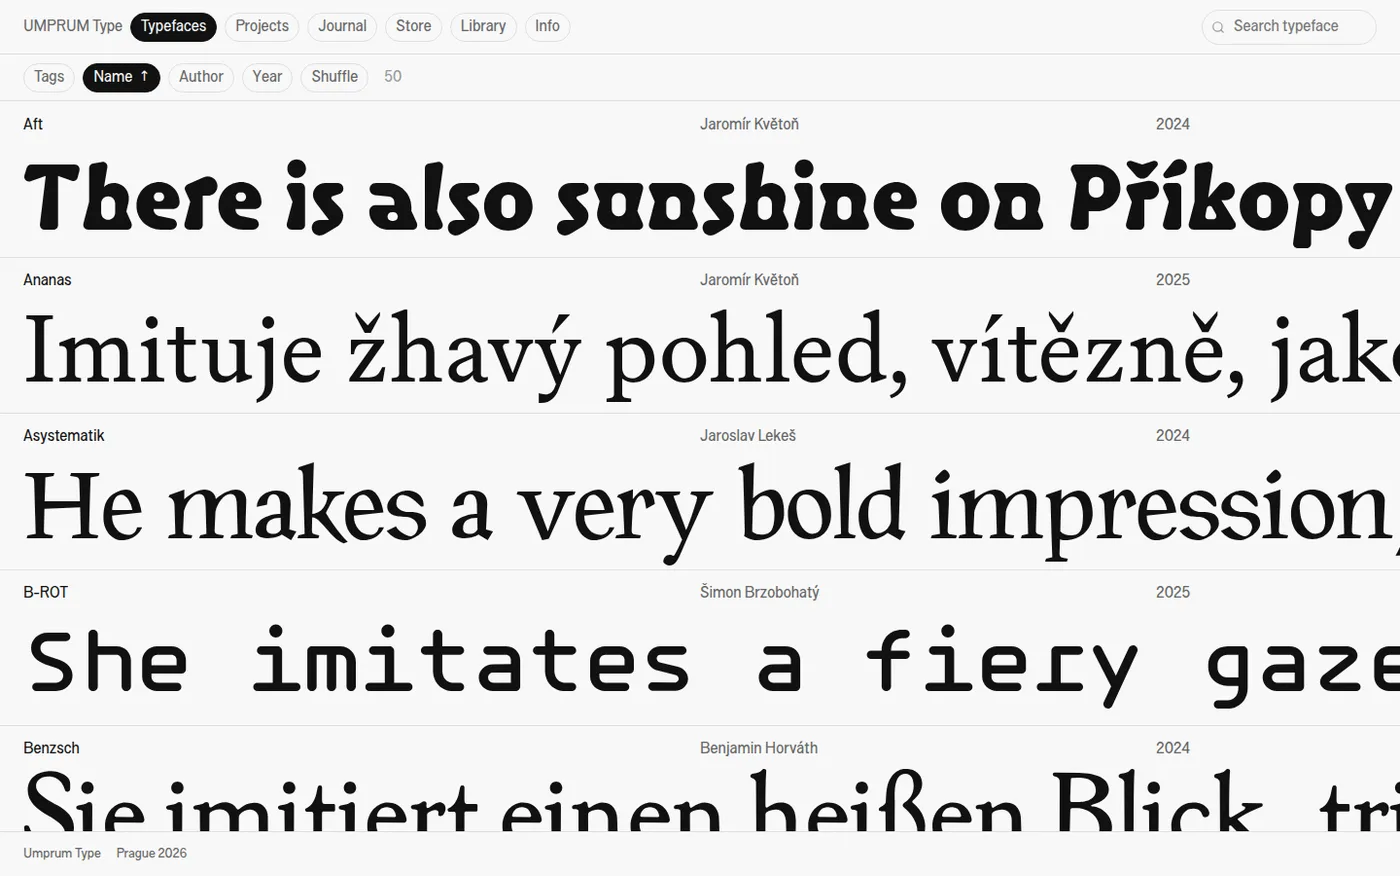 UMPRUM Type Typefaces Projects Journal Store Library Info Search typeface
Tags Name ↑ Author Year Shuffle 50
Aft Jaromír Květoň 2024
There is also sunshine on Příkopy
Ananas Jaromír Květoň 2025
Imituje žhavý pohled, vítězně, jako
Asystematik Jaroslav Lekeš 2024
He makes a very bold impression,
B-ROT Šimon Brzobohatý 2025
She imitates a fiery gaze
Benzsch Benjamin Horváth 2024
Sie imitiert einen heißen Blick, tri
Umprum Type Prague 2026